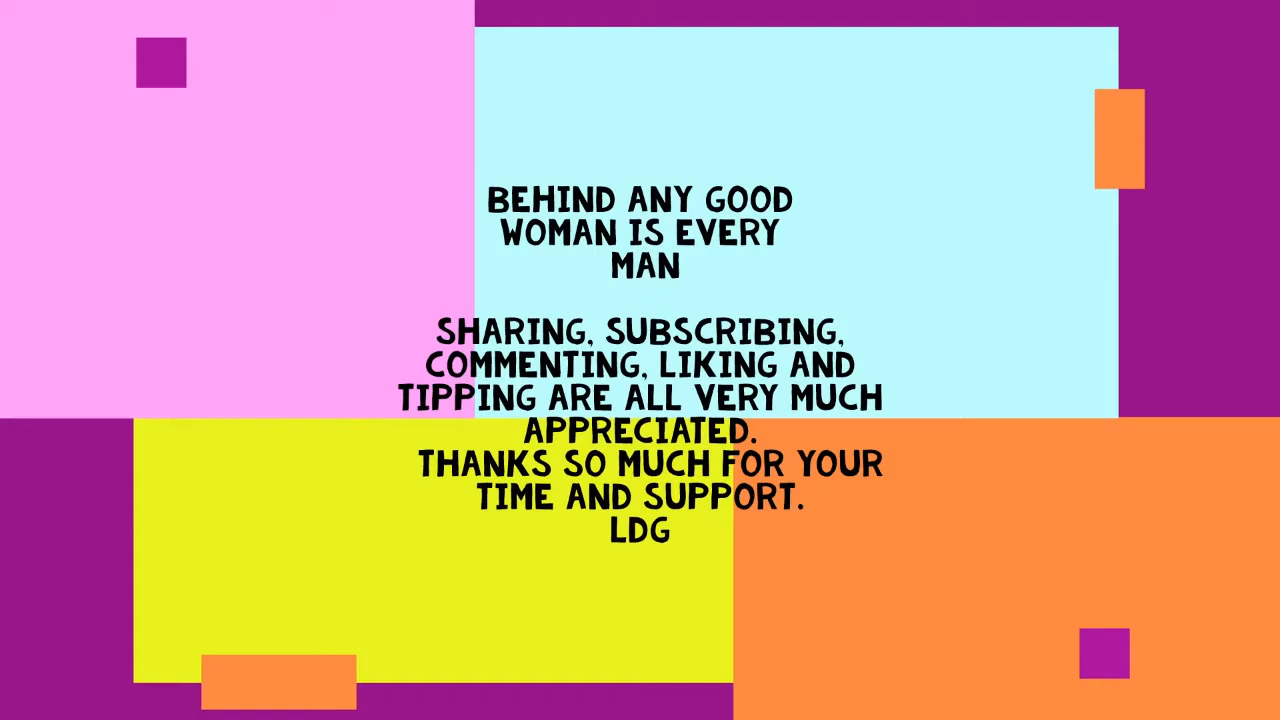 BEHIND ANY GOOD
WOMAN IS EVERY
MAN
SHARING, SUBSCRIBING,
COMMENTING, LIKING AND
TIPPING ARE ALL VERY MUCH
APPRECIATED.
THANKS SO MUCH FOR YOUR
TIME AND SUPPORT.
LDG